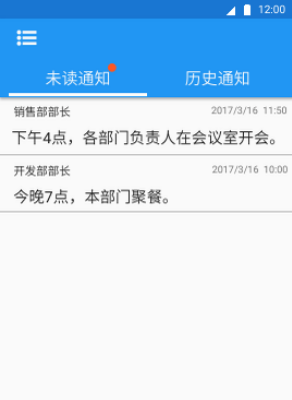 12:00
未读通知 历史通知
销售部部长 2017/3/16 11:50
下午4点，各部门负责人在会议室开会。
开发部部长 2017/3/16 10:00
今晚7点，本部门聚餐。